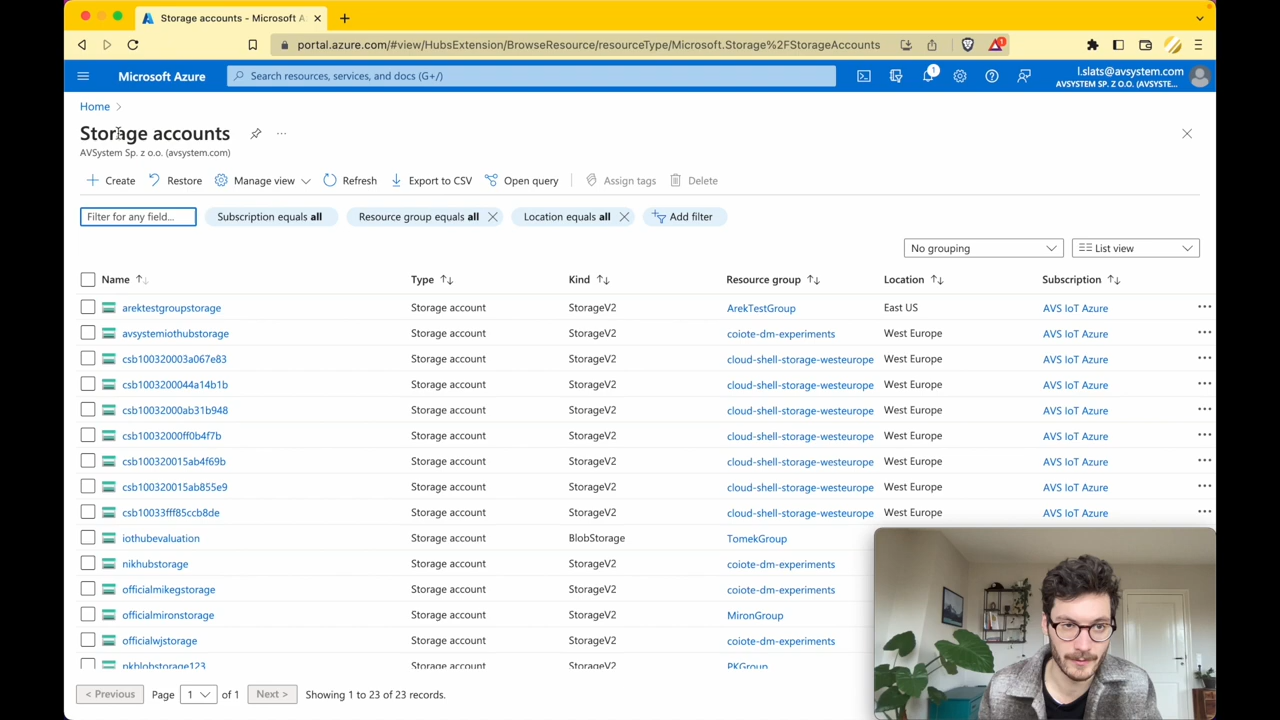 Storage accounts - Microsoft A
portal.azure.com/#view/HubsExtension/BrowseResource/resourceType/Microsoft.Storage%2FStorageAccounts
1
Microsoft Azure
Search resources, services, and docs (G+/)
1
l.slats@avsystem.com
AVSYSTEM SP. Z O.O. (AVSYSTE...
Home
Storage accounts
AVSystem Sp. z o.o. (avsystem.com)
Create Restore Manage view Refresh Export to CSV Open query Assign tags Delete
Filter for any field... Subscription equals all Resource group equals all Location equals all Add filter
No grouping List view
Name Type Kind Resource group Location Subscription
arektestgroupstorage Storage account StorageV2 ArekTestGroup East US AVS IoT Azure
avsystemiothubstorage Storage account StorageV2 coiote-dm-experiments West Europe AVS IoT Azure
csb100320003a067e83 Storage account StorageV2 cloud-shell-storage-westeurope West Europe AVS IoT Azure
csb1003200044a14b1b Storage account StorageV2 cloud-shell-storage-westeurope West Europe AVS IoT Azure
csb10032000ab31b948 Storage account StorageV2 cloud-shell-storage-westeurope West Europe AVS IoT Azure
csb10032000ff0b4f7b Storage account StorageV2 cloud-shell-storage-westeurope West Europe AVS IoT Azure
csb100320015ab4f69b Storage account StorageV2 cloud-shell-storage-westeurope West Europe AVS IoT Azure
csb100320015ab855e9 Storage account StorageV2 cloud-shell-storage-westeurope West Europe AVS IoT Azure
csb10033fff85ccb8de Storage account StorageV2 cloud-shell-storage-westeurope West Europe AVS IoT Azure
iothubevaluation Storage account BlobStorage TomekGroup
nikhubstorage Storage account StorageV2 coiote-dm-experiments
officialmikegstorage Storage account StorageV2 coiote-dm-experiments
officialmironstorage Storage account StorageV2 MironGroup
officialwjstorage Storage account StorageV2 coiote-dm-experiments
pkblobstorage123 Storage account StorageV2 PKGroup
< Previous Page 1 of 1 Next > Showing 1 to 23 of 23 records.